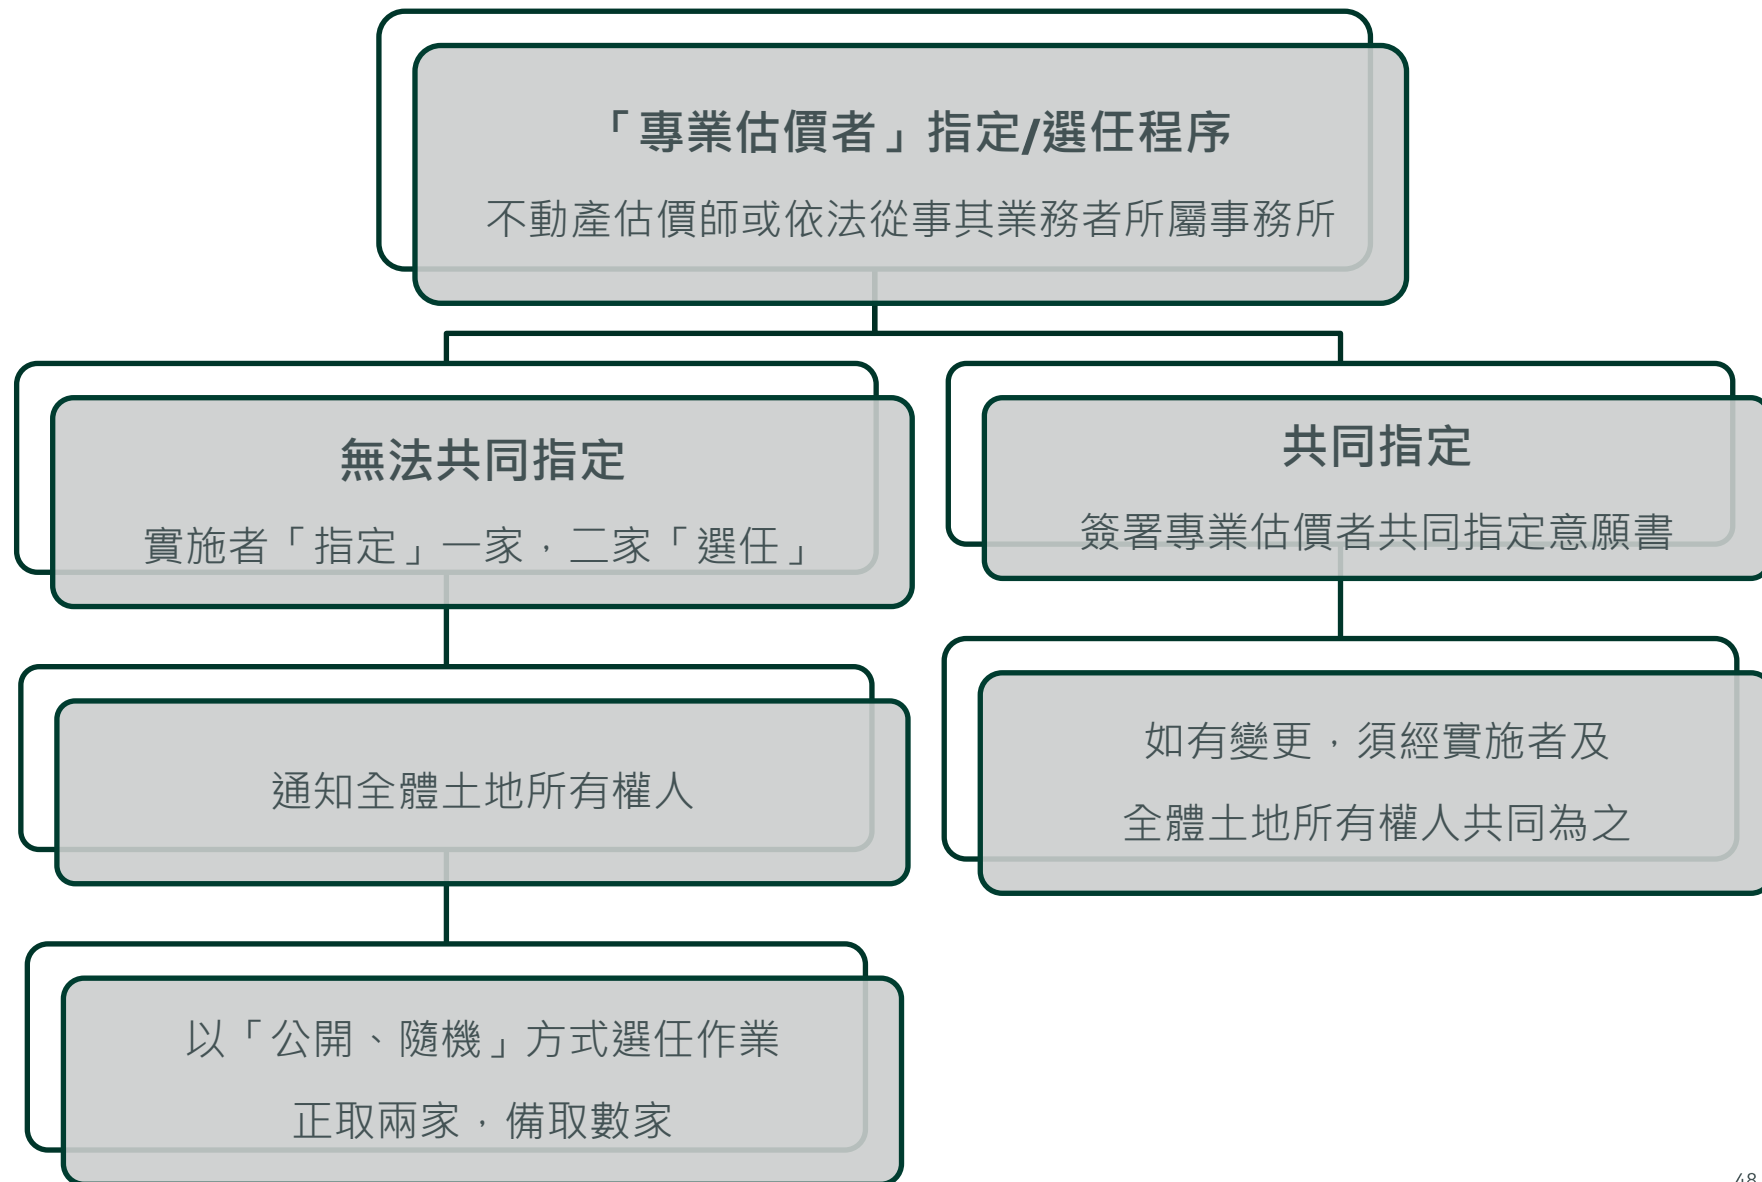 「專業估價者」指定/選任程序
不動產估價師或依法從事其業務者所屬事務所
無法共同指定
實施者「指定」一家，二家「選任」
通知全體土地所有權人
以「公開、隨機」方式選任作業
正取兩家，備取數家
共同指定
簽署專業估價者共同指定意願書
如有變更，須經實施者及
全體土地所有權人共同為之
48